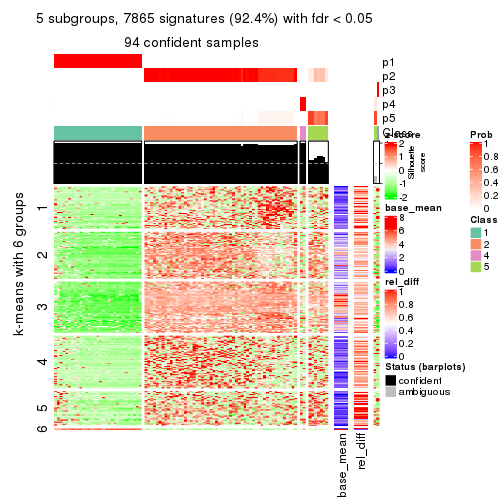 5 subgroups, 7865 signatures (92.4%) with fdr < 0.05
94 confident samples
p1
p2
p3
p4
p5
Class
k-means with 6 groups
1
2
3
4
5
6
base_mean
rel_diff
z-score
2
1
0
-1
-2
Silhouette
score
base_mean
8
6
4
2
0
rel_diff
1
0.8
0.6
0.4
0.2
0
Status (barplots)
confident
ambiguous
Prob
1
0.8
0.6
0.4
0.2
0
Class
1
2
4
5